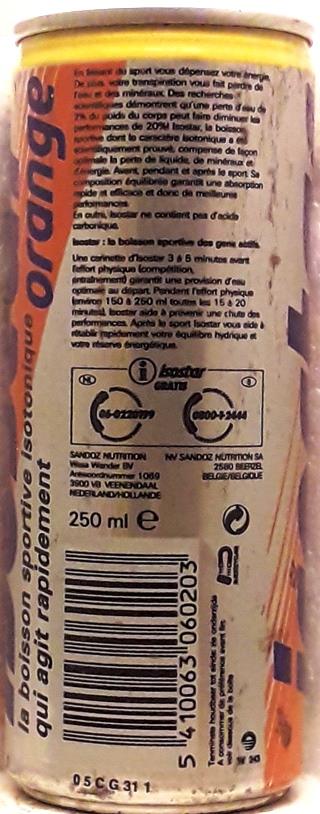 orange
la boisson sportive isotonique
qui agit rapidement
En faisant du sport vous dépensez votre énergie.
De plus, votre transpiration vous fait perdre de
l'eau et des minéraux. Des recherches
scientifiques démontrent qu'une perte d'eau de
2% du poids du corps peut faire diminuer les
performances de 20%! Isostar, la boisson
sportive dont le caractère isotonique a été
scientifiquement prouvé, compense de façon
optimale la perte de liquide, de minéraux et
d'énergie. Avant, pendant et après le sport. Sa
composition équilibrée garantit une absorption
rapide et efficace et donc de meilleures
performances.
En outre, Isostar ne contient pas d'acide
carbonique.
Isostar: la boisson sportive des gens actifs.
Une canette d'Isostar 3 à 5 minutes avant
l'effort physique (compétition,
entraînement) garantit une provision d'eau
optimale au départ. Pendant l'effort physique
(environ 150 à 250 ml toutes les 15 à 20
minutes), Isostar aide à prévenir une chute des
performances. Après le sport Isostar vous aide à
rétablir rapidement votre équilibre hydrique et
votre réserve énergétique.
NL
i isostar
GRATIS
B
06-0220199
0800-1-2444
SANDOZ NUTRITION
Wander BV
Antwoordnummer 1069
3900 VB VEENENDAAL
NEDERLAND/HOLLANDE
NV SANDOZ NUTRITION SA
2580 BEERZEL
BELGIE/BELGIQUE
250 ml e
5 410063 060203
Tenminste houdbaar tot einde: zie onderzijde
A consommer de préférence avant fin:
voir dessous de la boîte
05CG31 1